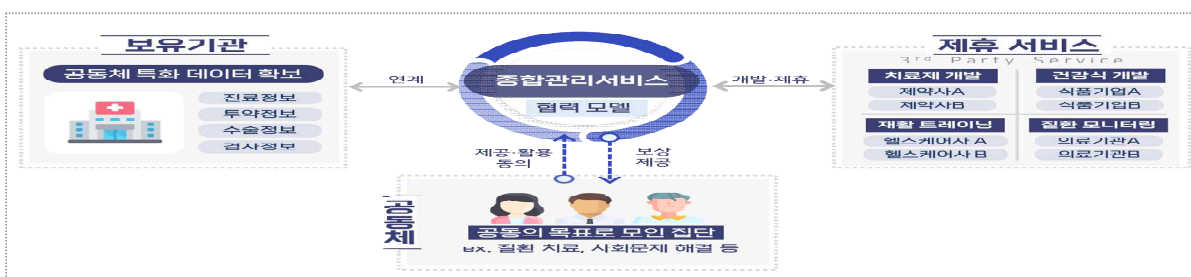 보유기관
공동체 특화 데이터 확보
진료정보
투약정보
수술정보
검사정보
연계
종합관리서비스
협력 모델
개발·제휴
제공·활용
동의
보상
제공
제휴 서비스
3rd Party Service
치료제 개발
제약사A
제약사B
건강식 개발
식품기업A
식품기업B
재활 트레이닝
헬스케어사 A
헬스케어사 B
질환 모니터링
의료기관A
의료기관B
공동체
공동의 목표로 모인 집단
ex. 질환 치료, 사회문제 해결 등